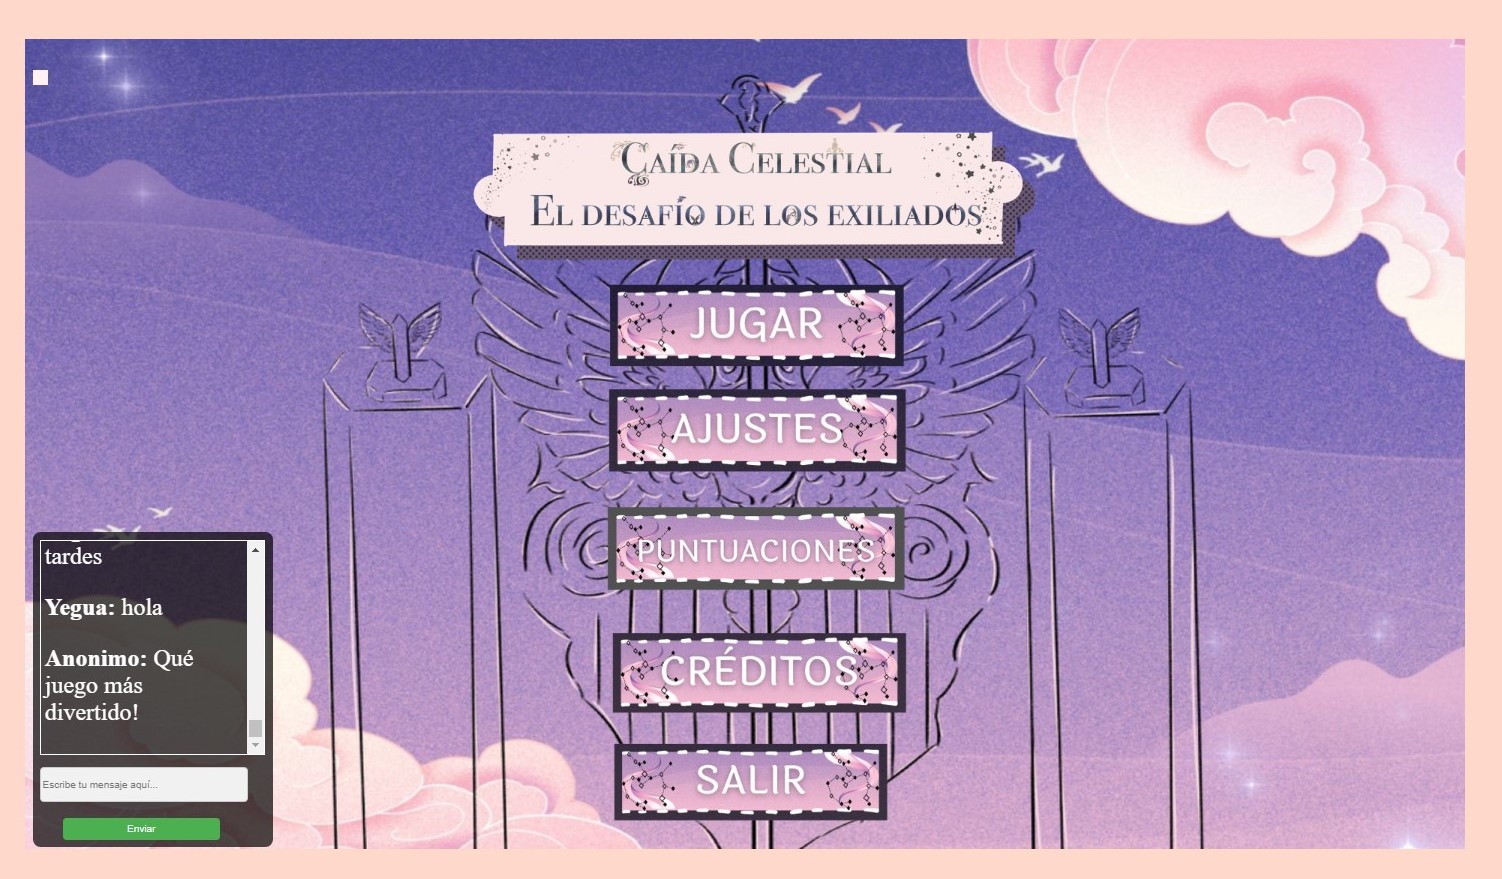 Caída Celestial
El desafío de los exiliados
JUGAR
AJUSTES
PUNTUACIONES
CRÉDITOS
SALIR
tardes
Yegua: hola
Anonimo: Qué
juego más
divertido!
Escribe tu mensaje aquí...
Enviar